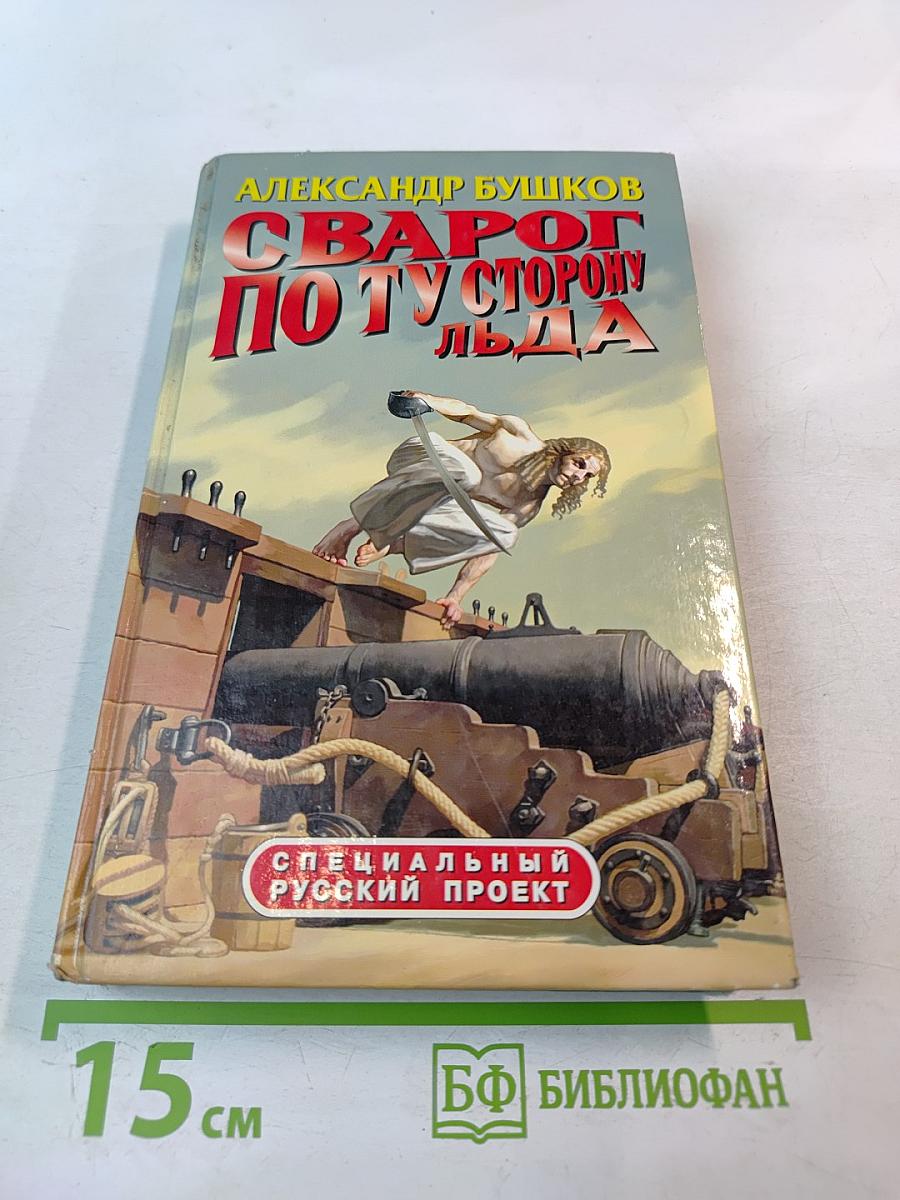 АЛЕКСАНДР БУШКОВ
СВАРОГ
ПО ТУ СТОРОНУ
ЛЬДА
СПЕЦИАЛЬНЫЙ
РУССКИЙ ПРОЕКТ
15 см
БФ БИБЛИОФАН